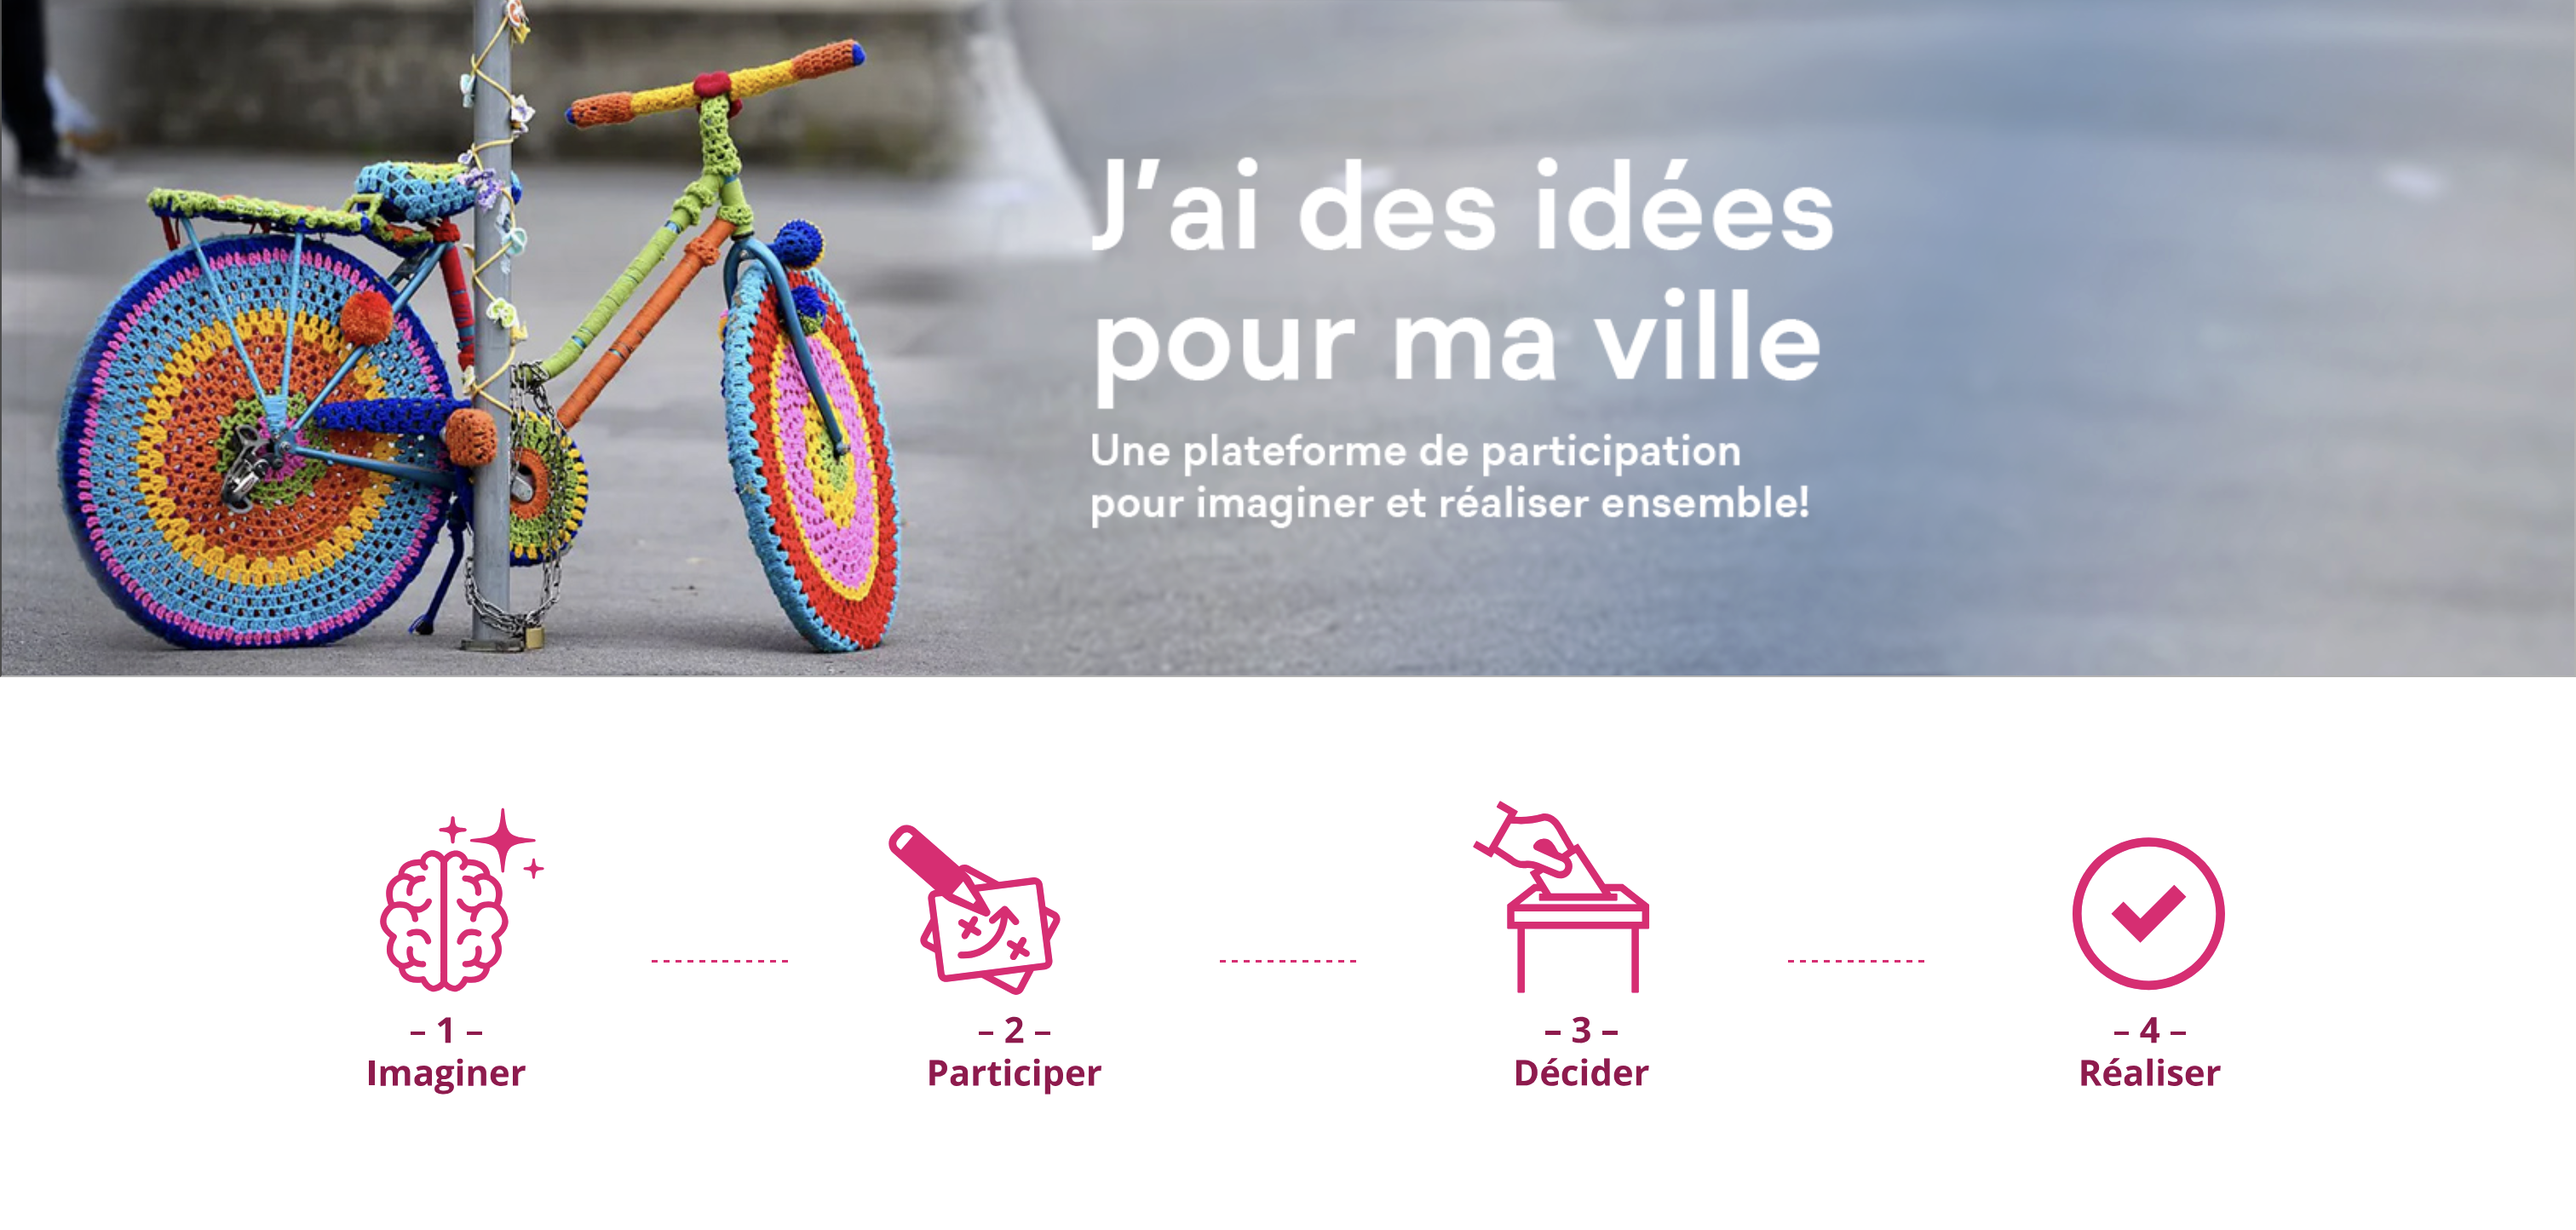 J'ai des idées
pour ma ville
Une plateforme de participation
pour imaginer et réaliser ensemble!
– 1 –
Imaginer
– 2 –
Participer
– 3 –
Décider
– 4 –
Réaliser